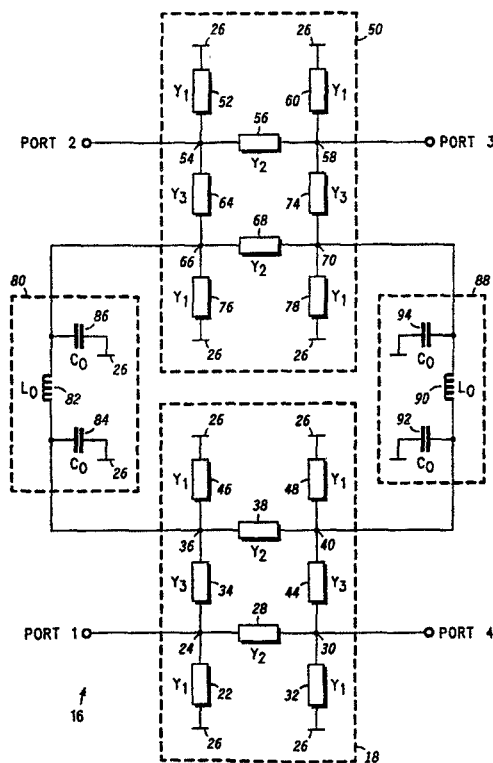 26 26 50
Y1 52 60 Y1
56
PORT 2 PORT 3
54 Y2 58
Y3 64 74 Y3
68
66 Y2 70
80 88
76 Y1 Y1 78
86 94
C0 26 26 26 C0
L0 82 90 L0
84 26 26 92
C0 26 C0
Y1 46 48 Y1
38
36 Y2 40
Y3 34 44 Y3
28
PORT 1 PORT 4
24 Y2 30
Y1 22 32 Y1
16 26 26 18